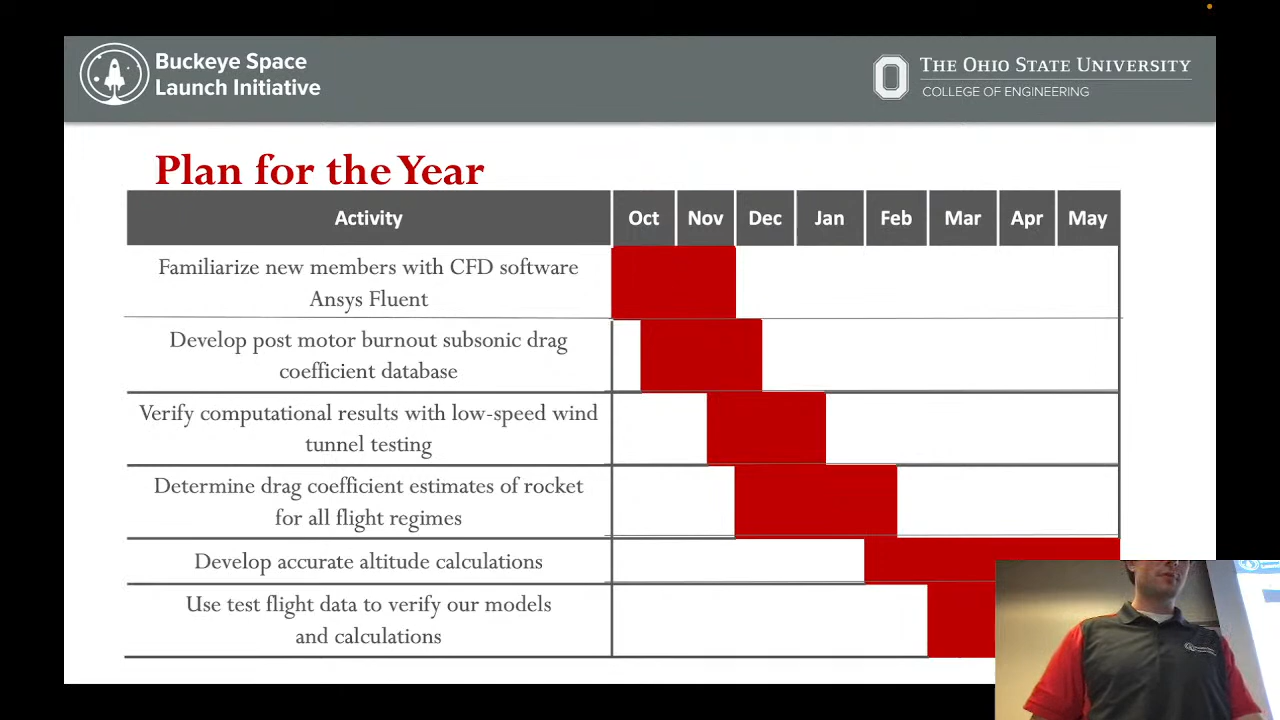 Buckeye Space
Launch Initiative
THE OHIO STATE UNIVERSITY
COLLEGE OF ENGINEERING
Plan for the Year
Activity Oct Nov Dec Jan Feb Mar Apr May
Familiarize new members with CFD software
Ansys Fluent
Develop post motor burnout subsonic drag
coefficient database
Verify computational results with low-speed wind
tunnel testing
Determine drag coefficient estimates of rocket
for all flight regimes
Develop accurate altitude calculations
Use test flight data to verify our models
and calculations